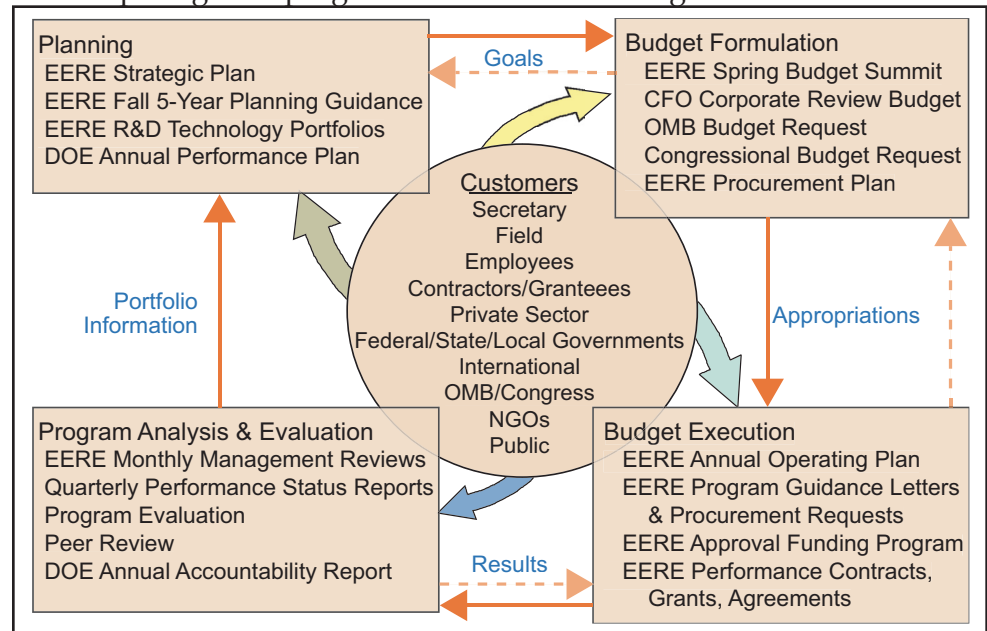 Planning
EERE Strategic Plan
EERE Fall 5-Year Planning Guidance
EERE R&D Technology Portfolios
DOE Annual Performance Plan
Goals
Budget Formulation
EERE Spring Budget Summit
CFO Corporate Review Budget
OMB Budget Request
Congressional Budget Request
EERE Procurement Plan
Customers
Secretary
Field
Employees
Contractors/Granteees
Private Sector
Federal/State/Local Governments
International
OMB/Congress
NGOs
Public
Portfolio
Information
Appropriations
Program Analysis & Evaluation
EERE Monthly Management Reviews
Quarterly Performance Status Reports
Program Evaluation
Peer Review
DOE Annual Accountability Report
Results
Budget Execution
EERE Annual Operating Plan
EERE Program Guidance Letters
& Procurement Requests
EERE Approval Funding Program
EERE Performance Contracts,
Grants, Agreements